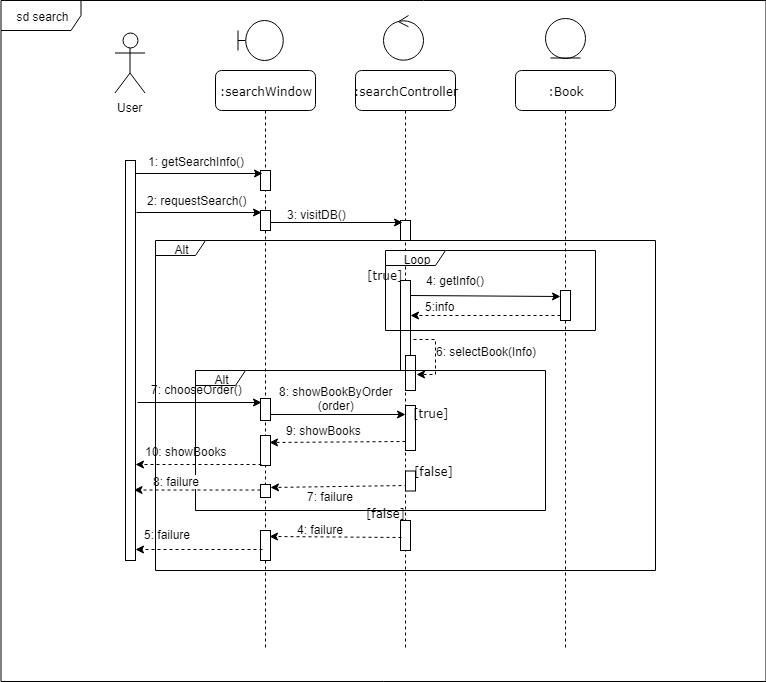 sd search
User
:searchWindow
:searchController
:Book
1: getSearchInfo()
2: requestSearch()
3: visitDB()
Alt
Loop
[true]
4: getInfo()
5:info
6: selectBook(Info)
Alt
7: chooseOrder()
8: showBookByOrder
(order)
[true]
9: showBooks
10: showBooks
[false]
8: failure
7: failure
[false]
4: failure
5: failure